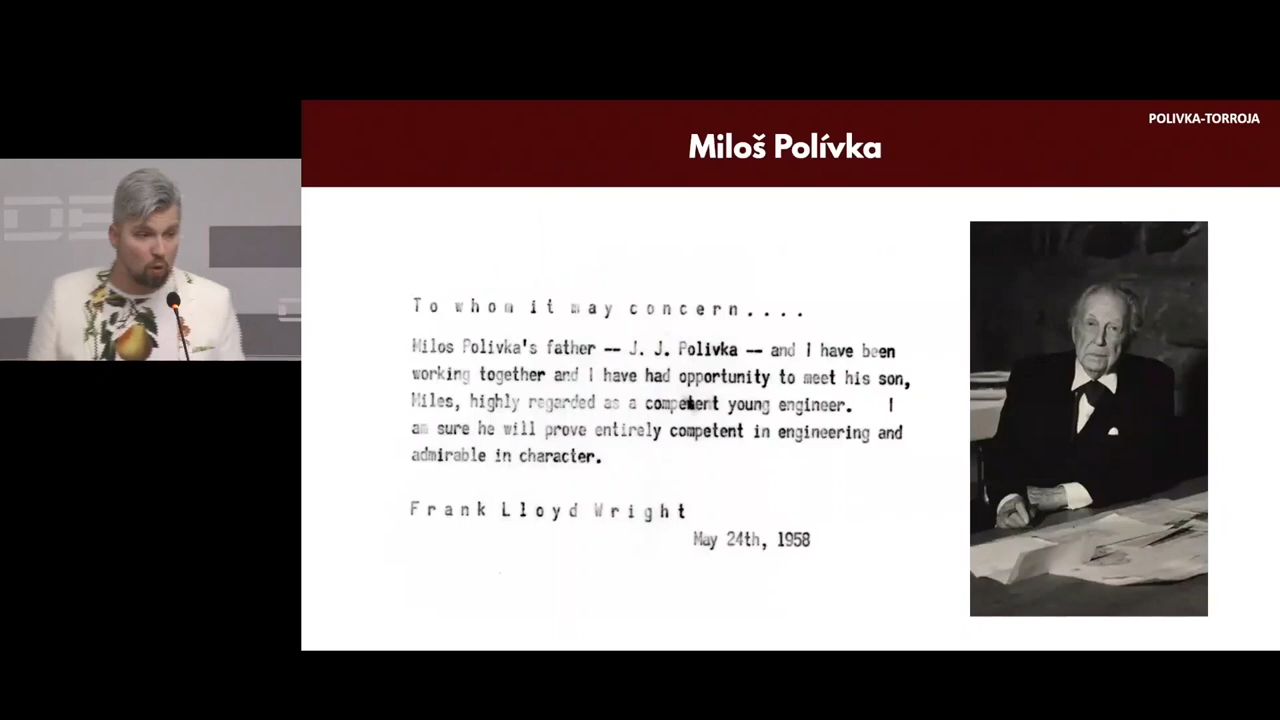 POLIVKA-TORROJA
Miloš Polívka
To whom it may concern....
Milos Polivka's father -- J. J. Polivka -- and I have been
working together and I have had opportunity to meet his son,
Miles, highly regarded as a competent young engineer. I
am sure he will prove entirely competent in engineering and
admirable in character.
Frank Lloyd Wright
May 24th, 1958